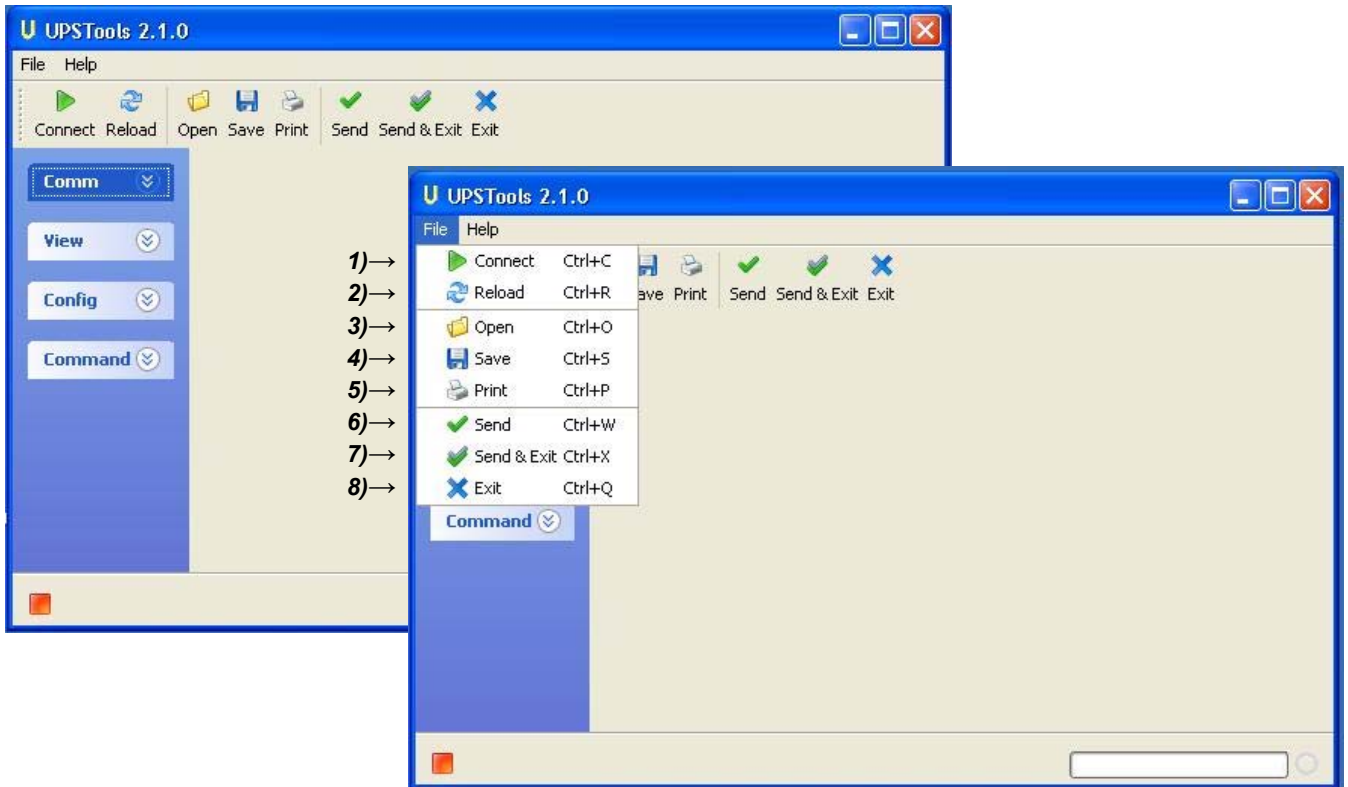 UPSTools 2.1.0
File Help
Connect Reload Open Save Print Send Send & Exit Exit
Comm
View
Config
Command
UPSTools 2.1.0
File Help
1)→ Connect Ctrl+C
2)→ Reload Ctrl+R
3)→ Open Ctrl+O
4)→ Save Ctrl+S
5)→ Print Ctrl+P
6)→ Send Ctrl+W
7)→ Send & Exit Ctrl+X
8)→ Exit Ctrl+Q
ave Print Send Send & Exit Exit
Command